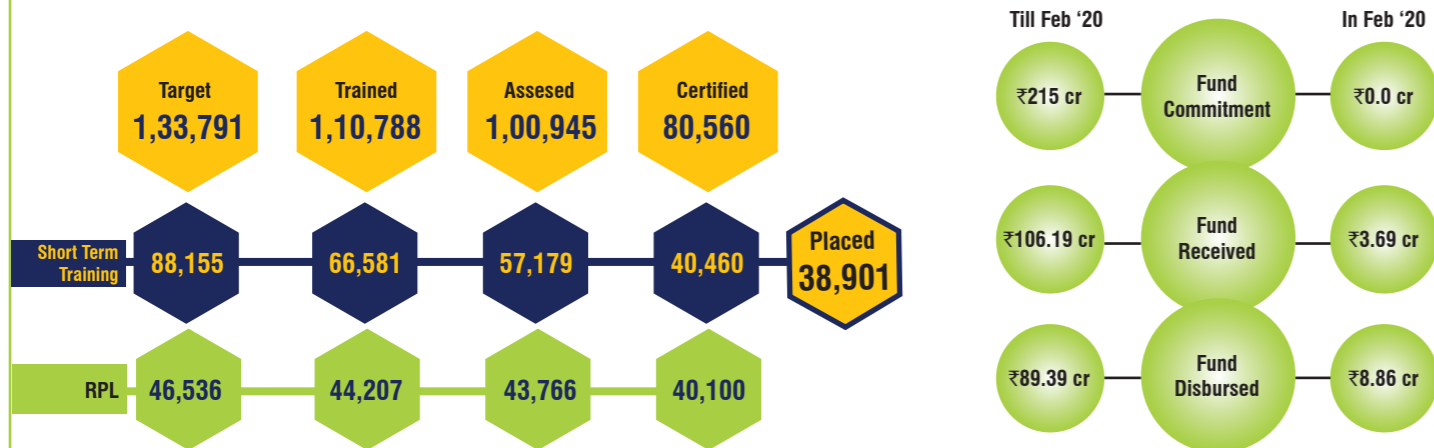 Target
1,33,791
Trained
1,10,788
Assesed
1,00,945
Certified
80,560
Short Term
Training
88,155
66,581
57,179
40,460
Placed
38,901
RPL
46,536
44,207
43,766
40,100
Till Feb ‘20
In Feb ‘20
₹215 cr
Fund
Commitment
₹0.0 cr
₹106.19 cr
Fund
Received
₹3.69 cr
₹89.39 cr
Fund
Disbursed
₹8.86 cr